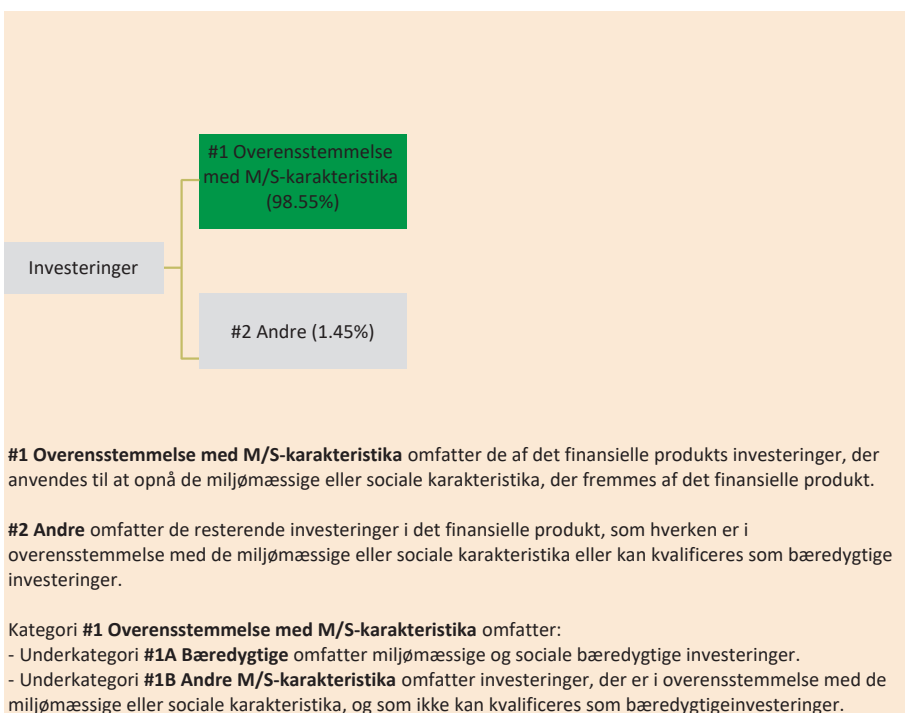 #1 Overensstemmelse
med M/S-karakteristika
(98.55%)
Investeringer
#2 Andre (1.45%)
#1 Overensstemmelse med M/S-karakteristika omfatter de af det finansielle produkts investeringer, der
anvendes til at opnå de miljømæssige eller sociale karakteristika, der fremmes af det finansielle produkt.
#2 Andre omfatter de resterende investeringer i det finansielle produkt, som hverken er i
overensstemmelse med de miljømæssige eller sociale karakteristika eller kan kvalificeres som bæredygtige
investeringer.
Kategori #1 Overensstemmelse med M/S-karakteristika omfatter:
- Underkategori #1A Bæredygtige omfatter miljømæssige og sociale bæredygtige investeringer.
- Underkategori #1B Andre M/S-karakteristika omfatter investeringer, der er i overensstemmelse med de
miljømæssige eller sociale karakteristika, og som ikke kan kvalificeres som bæredygtigeinvesteringer.